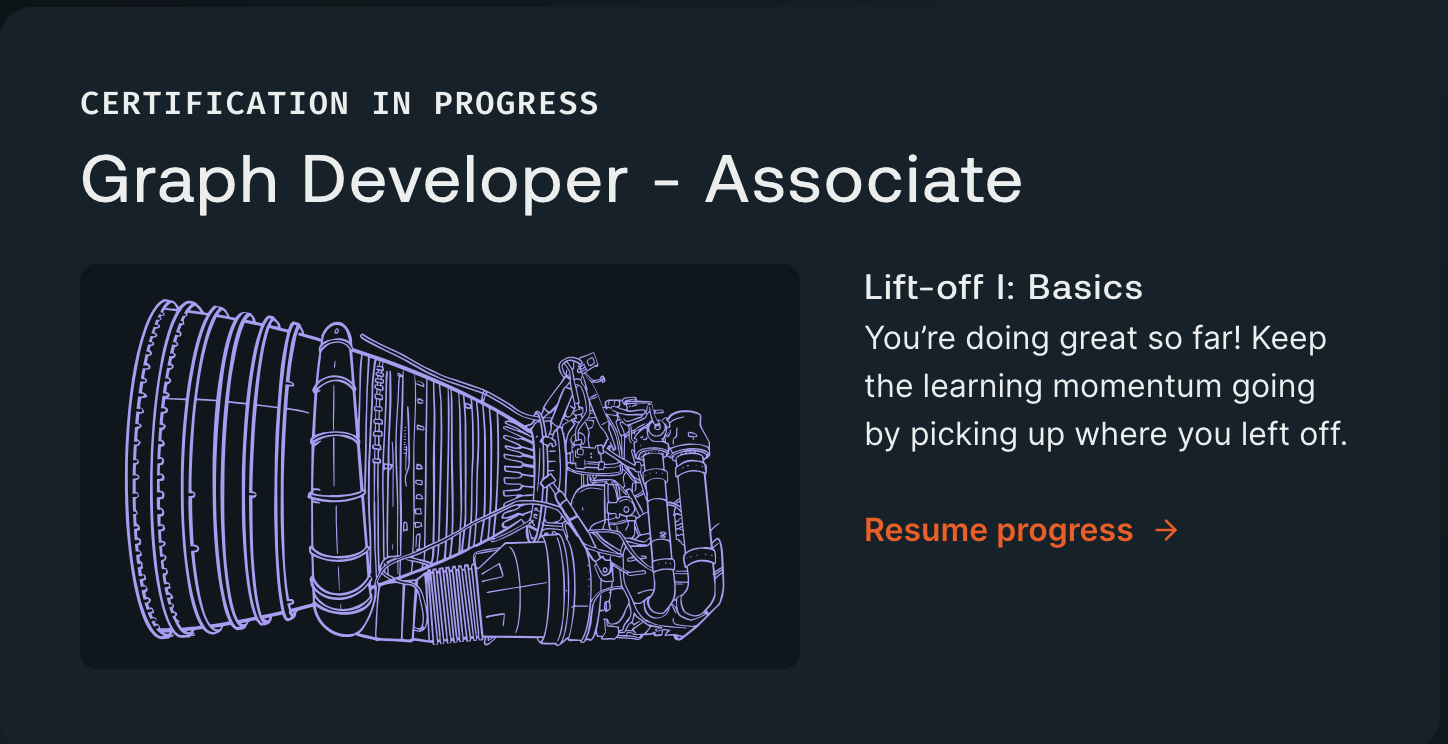 CERTIFICATION IN PROGRESS
Graph Developer - Associate
Lift-off I: Basics
You’re doing great so far! Keep
the learning momentum going
by picking up where you left off.
Resume progress →